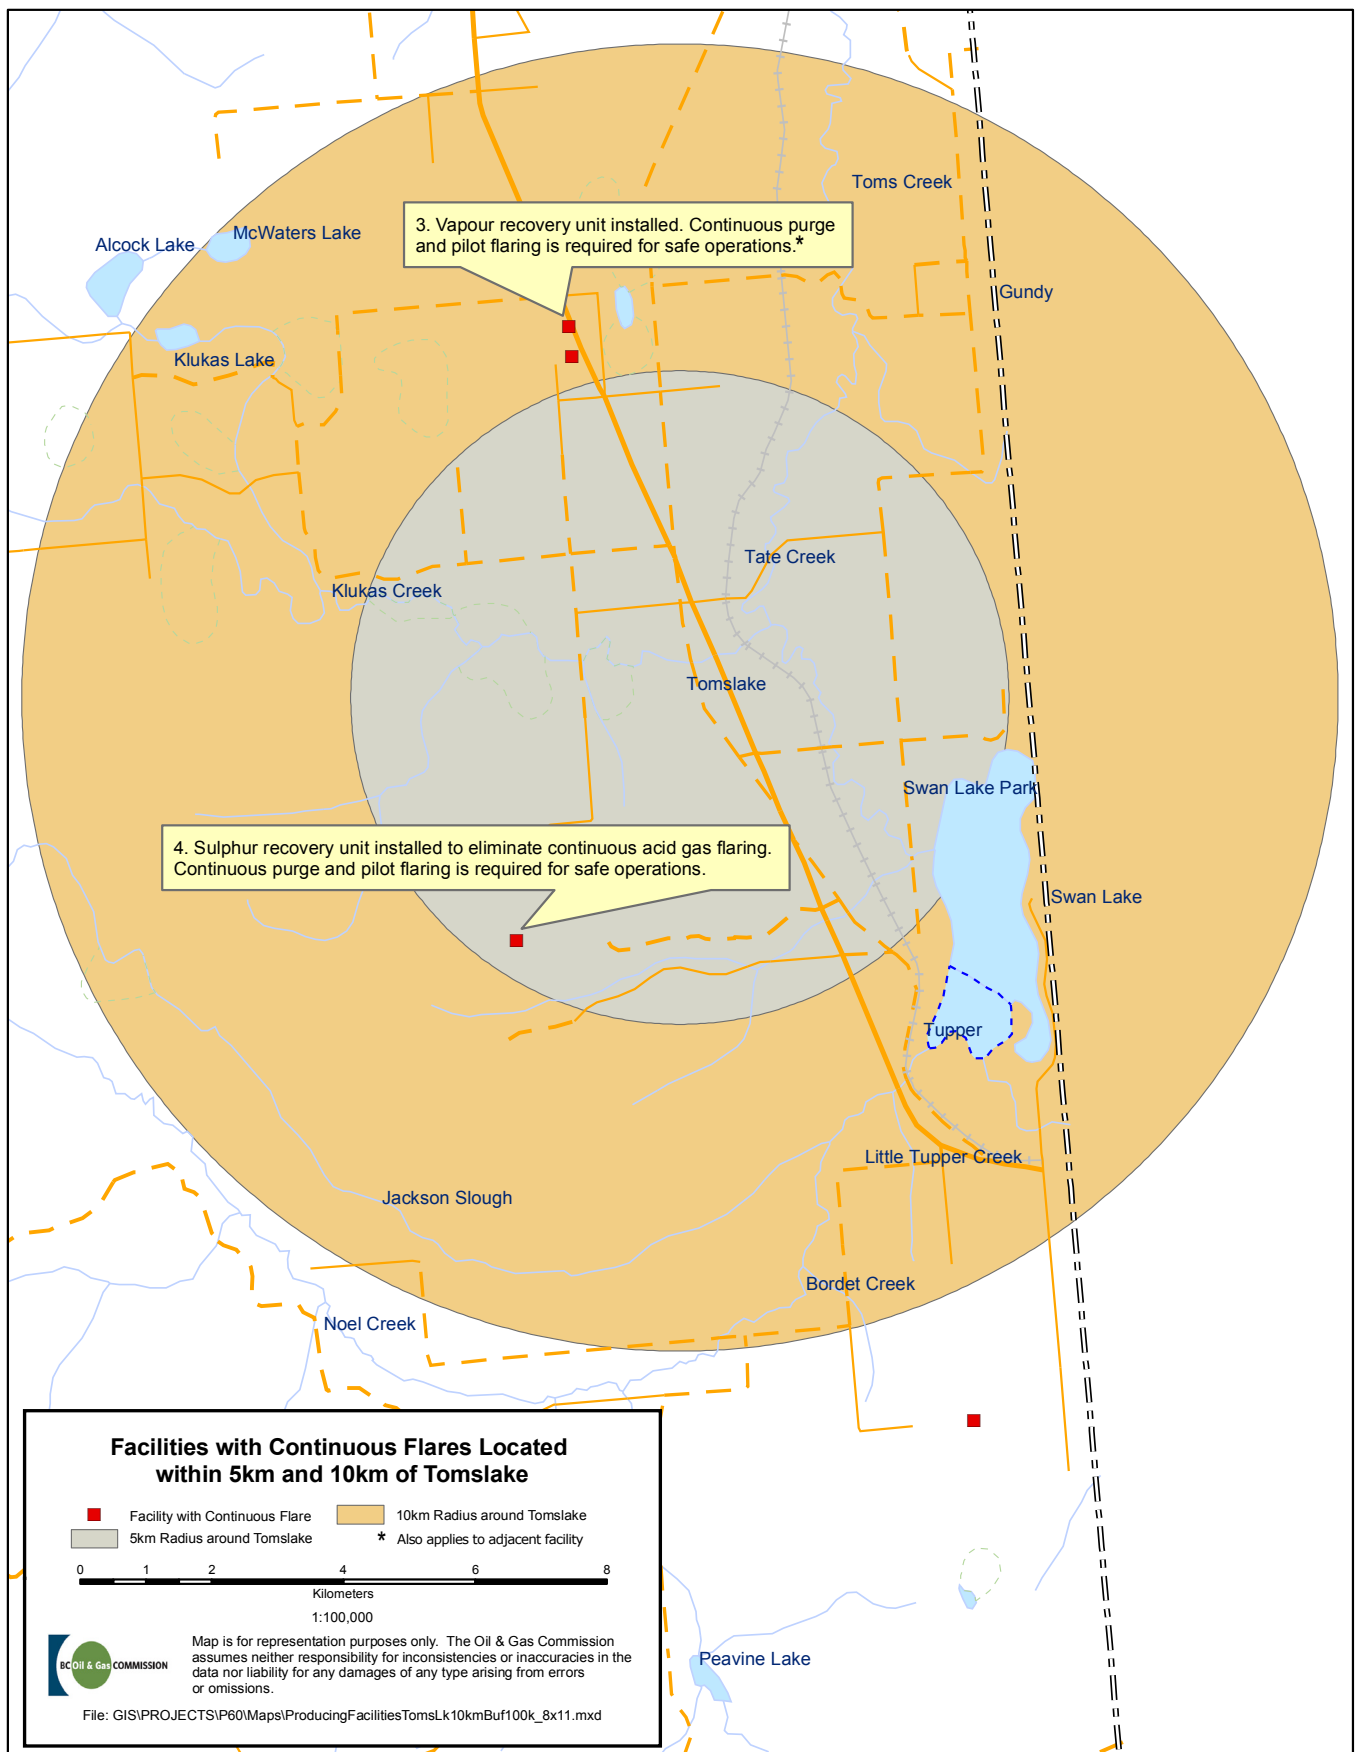 Toms Creek
3. Vapour recovery unit installed. Continuous purge
and pilot flaring is required for safe operations.*
McWaters Lake
Alcock Lake
Gundy
Klukas Lake
Tate Creek
Klukas Creek
Tomslake
Swan Lake Park
4. Sulphur recovery unit installed to eliminate continuous acid gas flaring.
Continuous purge and pilot flaring is required for safe operations.
Swan Lake
Tupper
Little Tupper Creek
Jackson Slough
Bordet Creek
Noel Creek
Facilities with Continuous Flares Located
within 5km and 10km of Tomslake
Facility with Continuous Flare
10km Radius around Tomslake
5km Radius around Tomslake
* Also applies to adjacent facility
0 1 2 4 6 8
Kilometers
1:100,000
BC Oil & Gas COMMISSION
Map is for representation purposes only. The Oil & Gas Commission
assumes neither responsibility for inconsistencies or inaccuracies in the
data nor liability for any damages of any type arising from errors
or omissions.
File: GIS\PROJECTS\P60\Maps\ProducingFacilitiesTomsLk10kmBuf100k_8x11.mxd
Peavine Lake